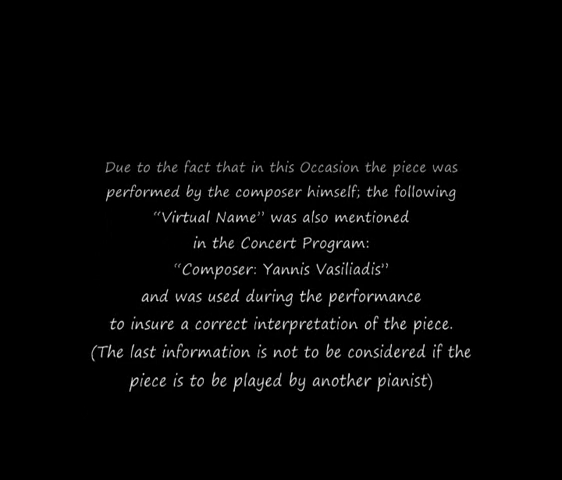 Due to the fact that in this Occasion the piece was
performed by the composer himself; the following
“Virtual Name” was also mentioned
in the Concert Program:
“Composer: Yannis Vasiliadis”
and was used during the performance
to insure a correct interpretation of the piece.
(The last information is not to be considered if the
piece is to be played by another pianist)